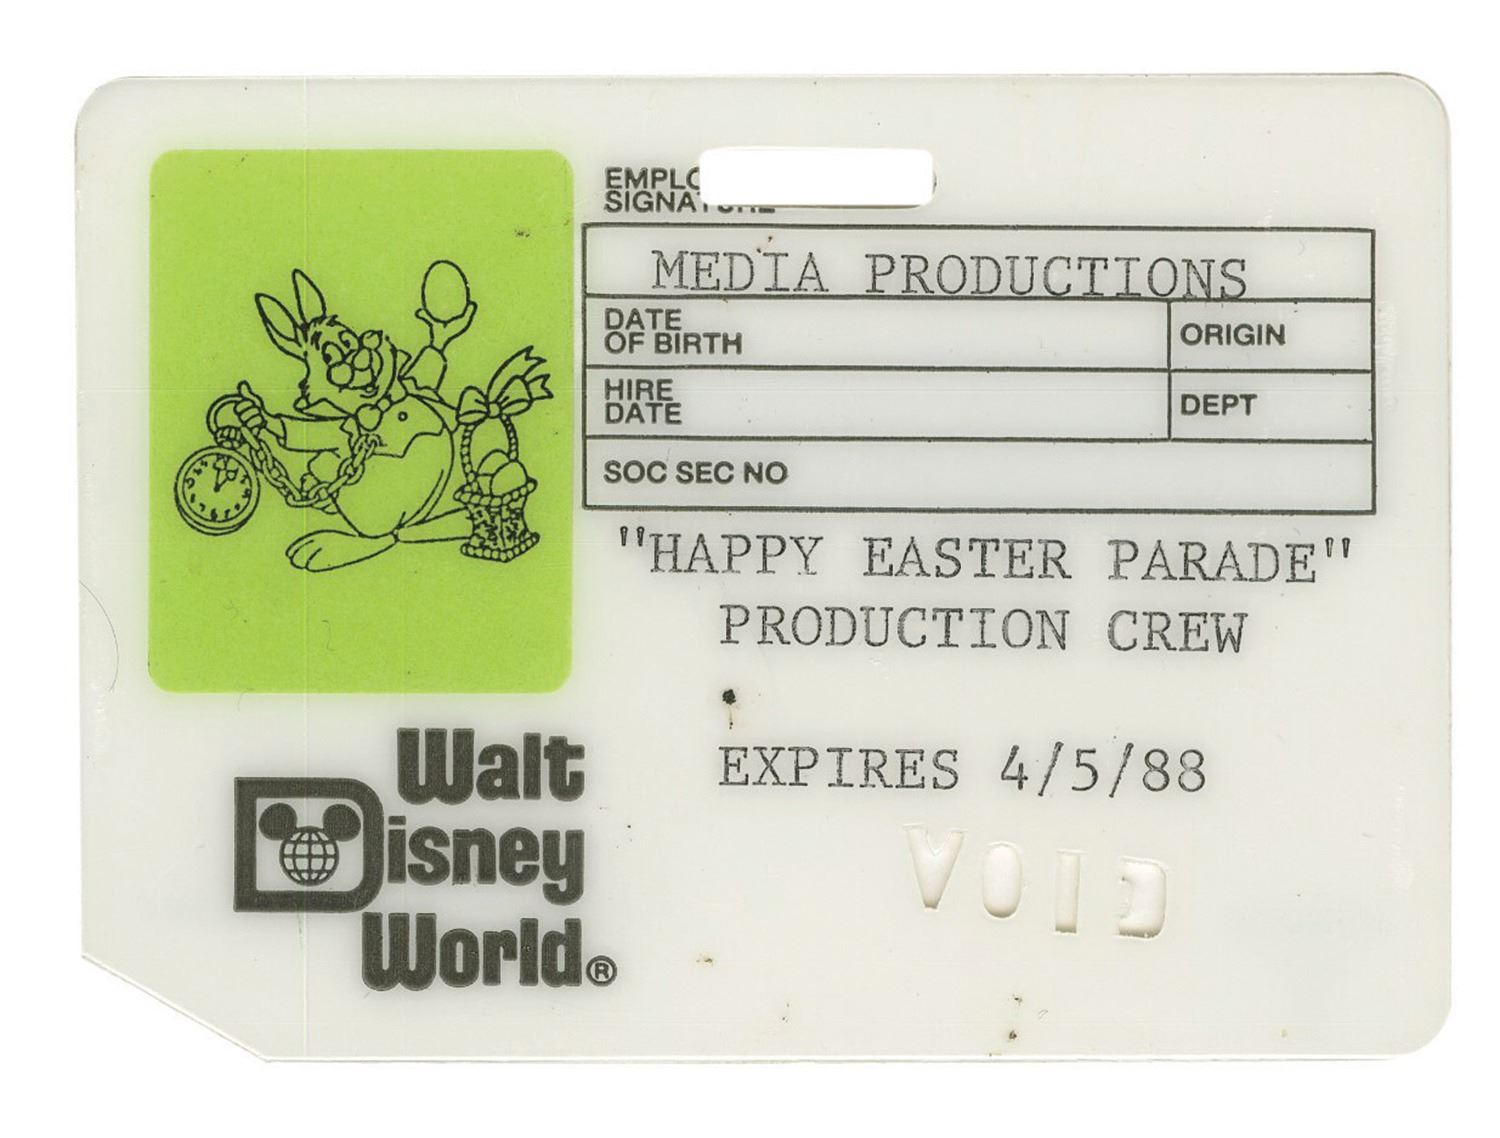 EMPLO
SIGNATURE
MEDIA PRODUCTIONS
DATE
OF BIRTH
ORIGIN
HIRE
DATE
DEPT
SOC SEC NO
"HAPPY EASTER PARADE"
PRODUCTION CREW
EXPIRES 4/5/88
VOID
Walt
Disney
World®